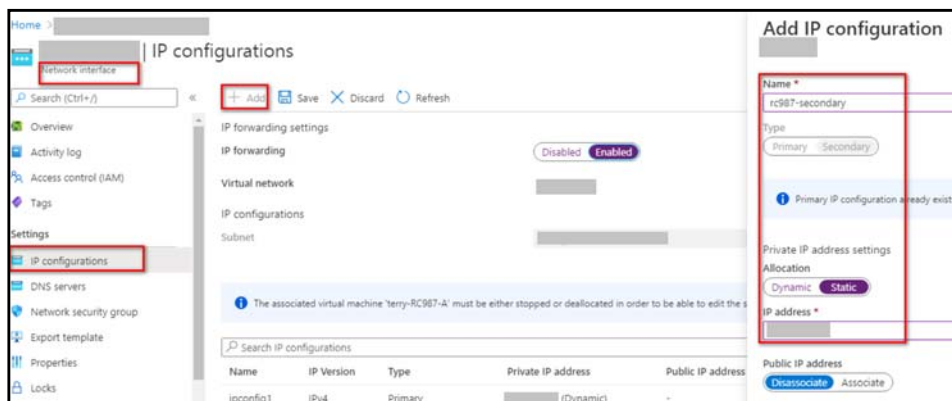 Home >
| IP configurations
Network interface
Search (Ctrl+/)
«
Overview
Activity log
Access control (IAM)
Tags
Settings
IP configurations
DNS servers
Network security group
Export template
Properties
Locks
+ Add Save Discard Refresh
IP forwarding settings
IP forwarding
Disabled Enabled
Virtual network
IP configurations
Subnet
The associated virtual machine 'terry-RC987-A' must be either stopped or deallocated in order to be able to edit the s
Search IP configurations
Name IP Version Type Private IP address Public IP address
ipconfig1 IPv4 Primary (Dynamic) -
Add IP configuration
Name *
rc987-secondary
Type
Primary Secondary
Primary IP configuration already exist
Private IP address settings
Allocation
Dynamic Static
IP address *
Public IP address
Disassociate Associate